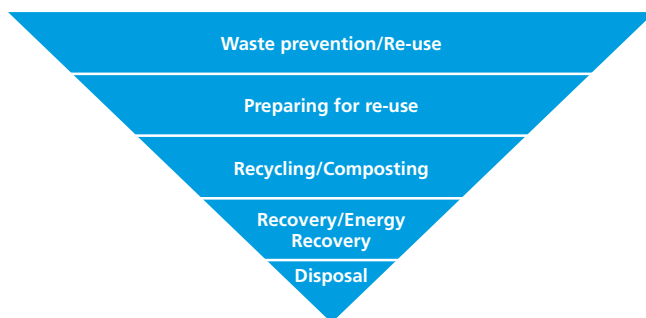 Waste prevention/Re-use
Preparing for re-use
Recycling/Composting
Recovery/Energy
Recovery
Disposal